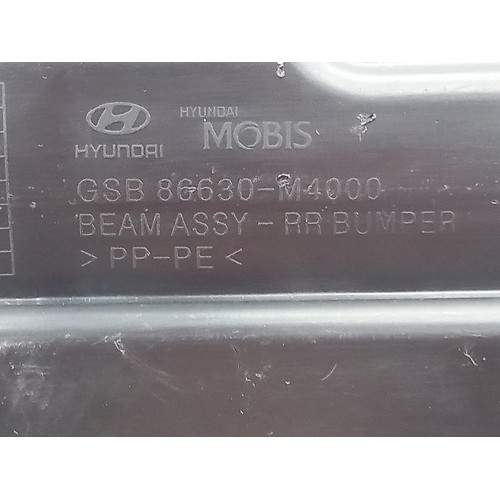 HYUNDAI
HYUNDAI
MOBIS
GSB 86630-M4000
BEAM ASSY - RR BUMPER
> PP-PE <